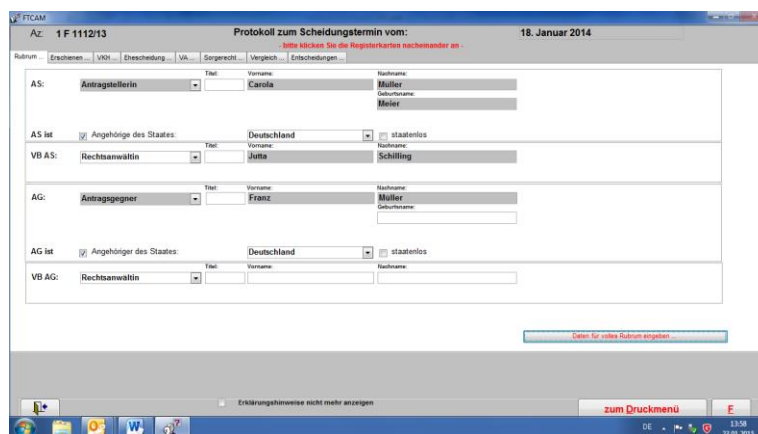 FTCAM
Az: 1 F 1112/13 Protokoll zum Scheidungstermin vom: 18. Januar 2014
- bitte klicken Sie die Registerkarten nacheinander an -
Rubrum ... Erschienen ... VKH ... Ehescheidung ... VA ... Sorgerecht ... Vergleich ... Entscheidungen ...
Titel: Vorname: Nachname:
AS: Antragstellerin Carola Muller
Geburtsname:
Meier
AS ist Angehörige des Staates: Deutschland staatenlos
Titel: Vorname: Nachname:
VB AS: Rechtsanwältin Jutta Schilling
Titel: Vorname: Nachname:
AG: Antragsgegner Franz Muller
Geburtsname:
AG ist Angehöriger des Staates: Deutschland staatenlos
Titel: Vorname: Nachname:
VB AG: Rechtsanwältin
Daten für volles Rubrum eingeben ...
Erklärungshinweise nicht mehr anzeigen
zum Druckmenü F
DE 13:58